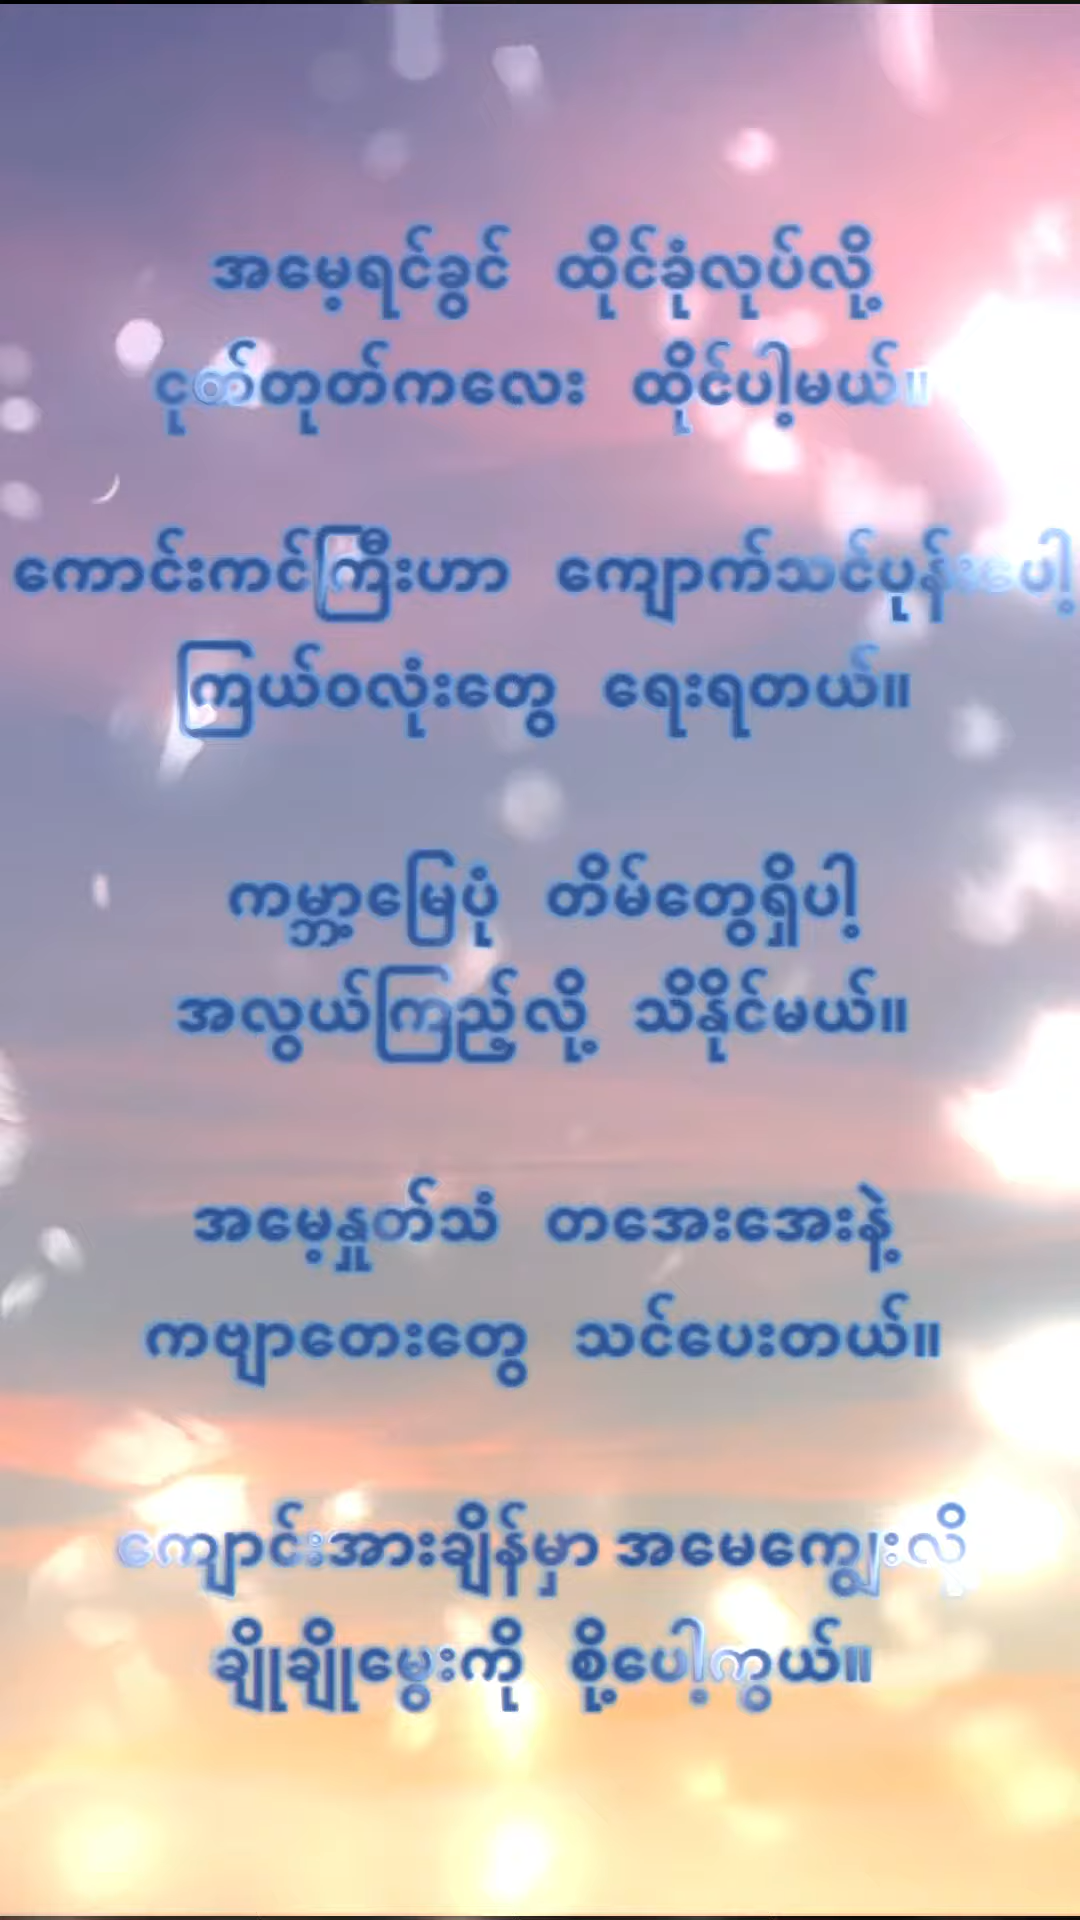 အမေ့ရင်ခွင် ထိုင်ခုံလုပ်လို့
ငုတ်တုတ်ကလေး ထိုင်ပါ့မယ်။
ကောင်းကင်ကြီးဟာ ကျောက်သင်ပုန်းပေါ့
ကြယ်ဝလုံးတွေ ရေးရတယ်။
ကမ္ဘာ့မြေပုံ တိမ်တွေရှိပါ့
အလွယ်ကြည့်လို့ သိနိုင်မယ်။
အမေ့နှုတ်သံ တအေးအေးနဲ့
ကဗျာတေးတွေ သင်ပေးတယ်။
ကျောင်းအားချိန်မှာ အမေကျွေးလို့
ချိုချိုမွှေးကို စို့ပေါ့ကွယ်။